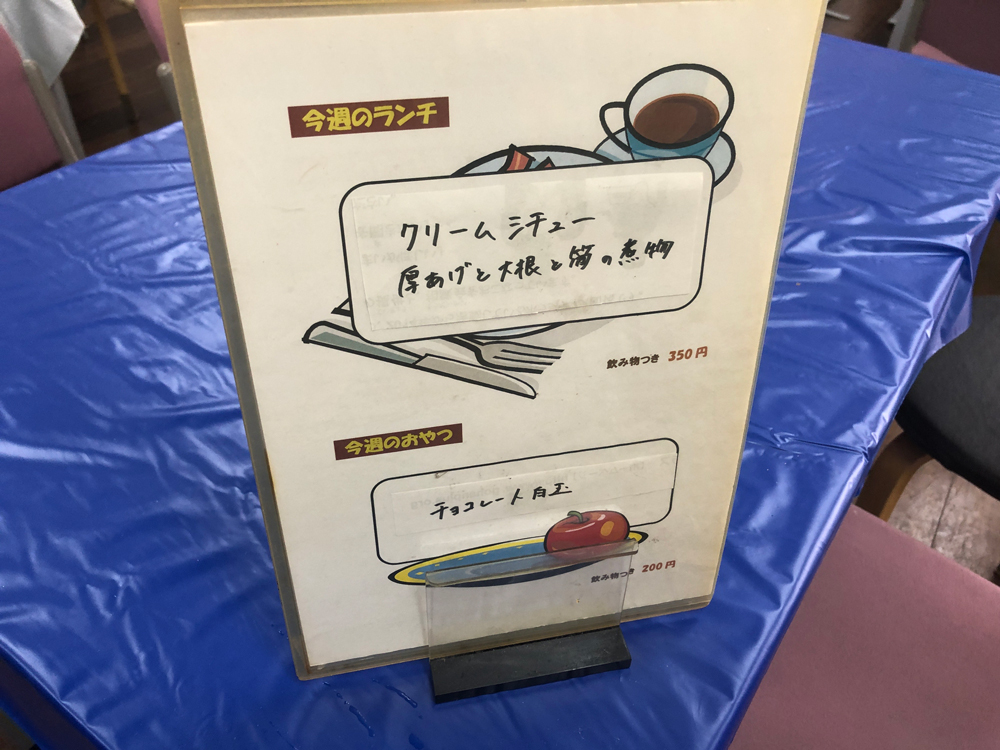 今週のランチ
クリームシチュー
厚あげと大根と筍の煮物
飲み物つき 350円
今週のおやつ
チョコレート白玉
飲み物つき 200円